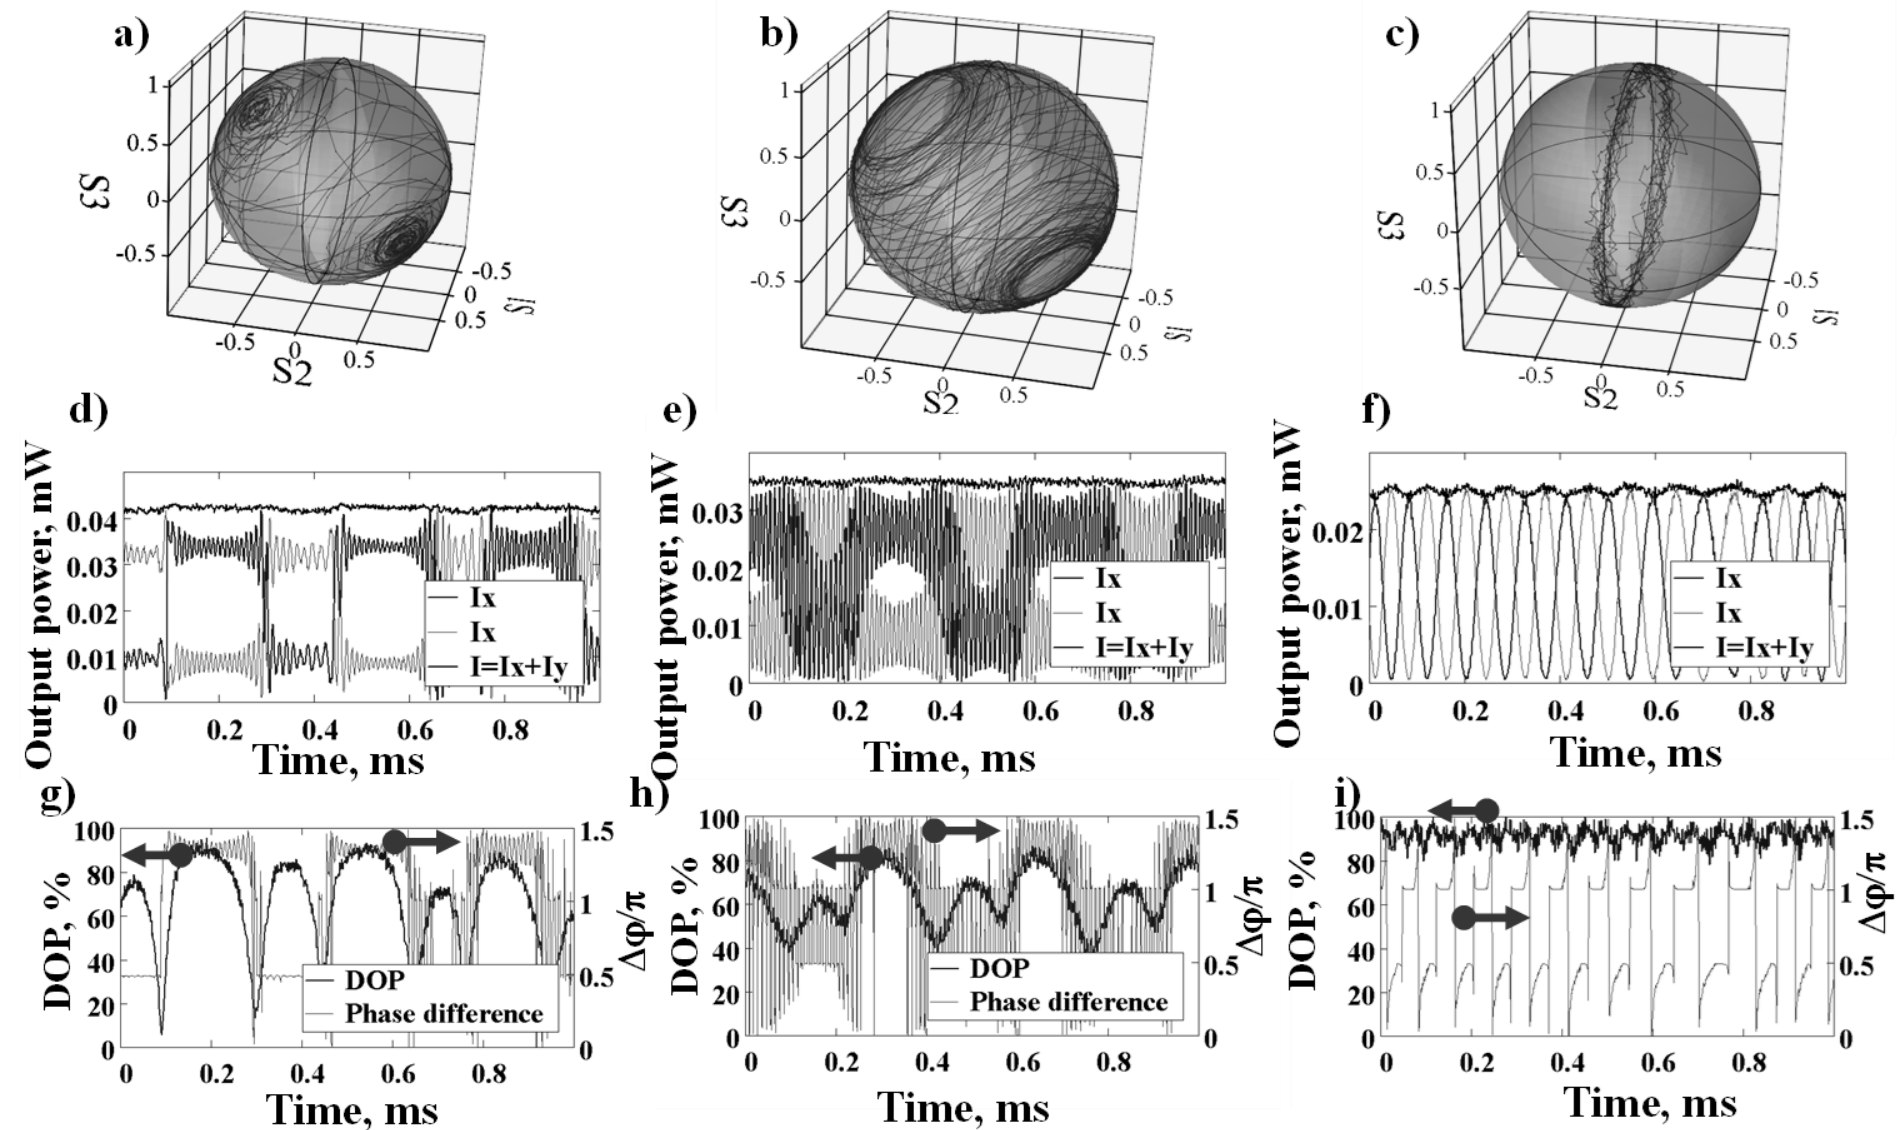 a)
1
0.5
0
-0.5
S3
-0.5
0
0.5
S2
-0.5
0
0.5
S1
b)
1
0.5
0
-0.5
S3
-0.5
0
0.5
S2
-0.5
0
0.5
S1
c)
1
0.5
0
-0.5
S3
-0.5
0
0.5
S2
-0.5
0
0.5
S1
d)
Output power, mW
0.04
0.03
0.02
0.01
0
Ix
Ix
I=Ix+Iy
0 0.2 0.4 0.6 0.8
Time, ms
e)
Output power, mW
0.03
0.02
0.01
0
Ix
Ix
I=Ix+Iy
0 0.2 0.4 0.6 0.8
Time, ms
f)
Output power, mW
0.02
0.01
0
Ix
Ix
I=Ix+Iy
0 0.2 0.4 0.6 0.8
Time, ms
g)
DOP, %
100
80
60
40
20
0
1.5
1
0.5
0
Δφ/π
DOP
Phase difference
0 0.2 0.4 0.6 0.8
Time, ms
h)
DOP, %
100
80
60
40
20
0
1.5
1
0.5
0
Δφ/π
DOP
Phase difference
0 0.2 0.4 0.6 0.8
Time, ms
i)
DOP, %
100
80
60
40
20
0
1.5
1
0.5
0
Δφ/π
0 0.2 0.4 0.6 0.8
Time, ms